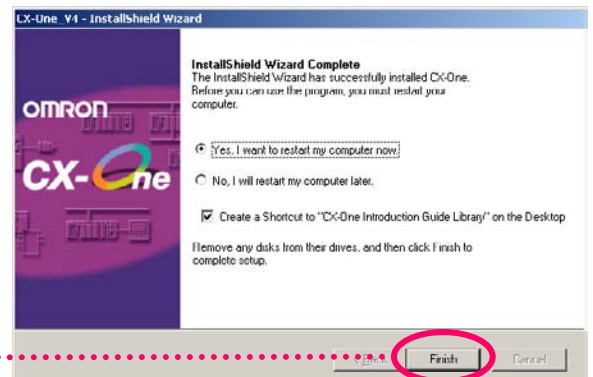 CX-One_V4 - InstallShield Wizard
InstallShield Wizard Complete
The InstallShield Wizard has successfully installed CX-One.
Before you can use the program, you must restart your
computer.
OMRON
CX-One
Yes, I want to restart my computer now.
No, I will restart my computer later.
Create a Shortcut to "CX-One Introduction Guide Library" on the Desktop
Remove any disks from their drives, and then click Finish to
complete setup.
< Back Finish Cancel